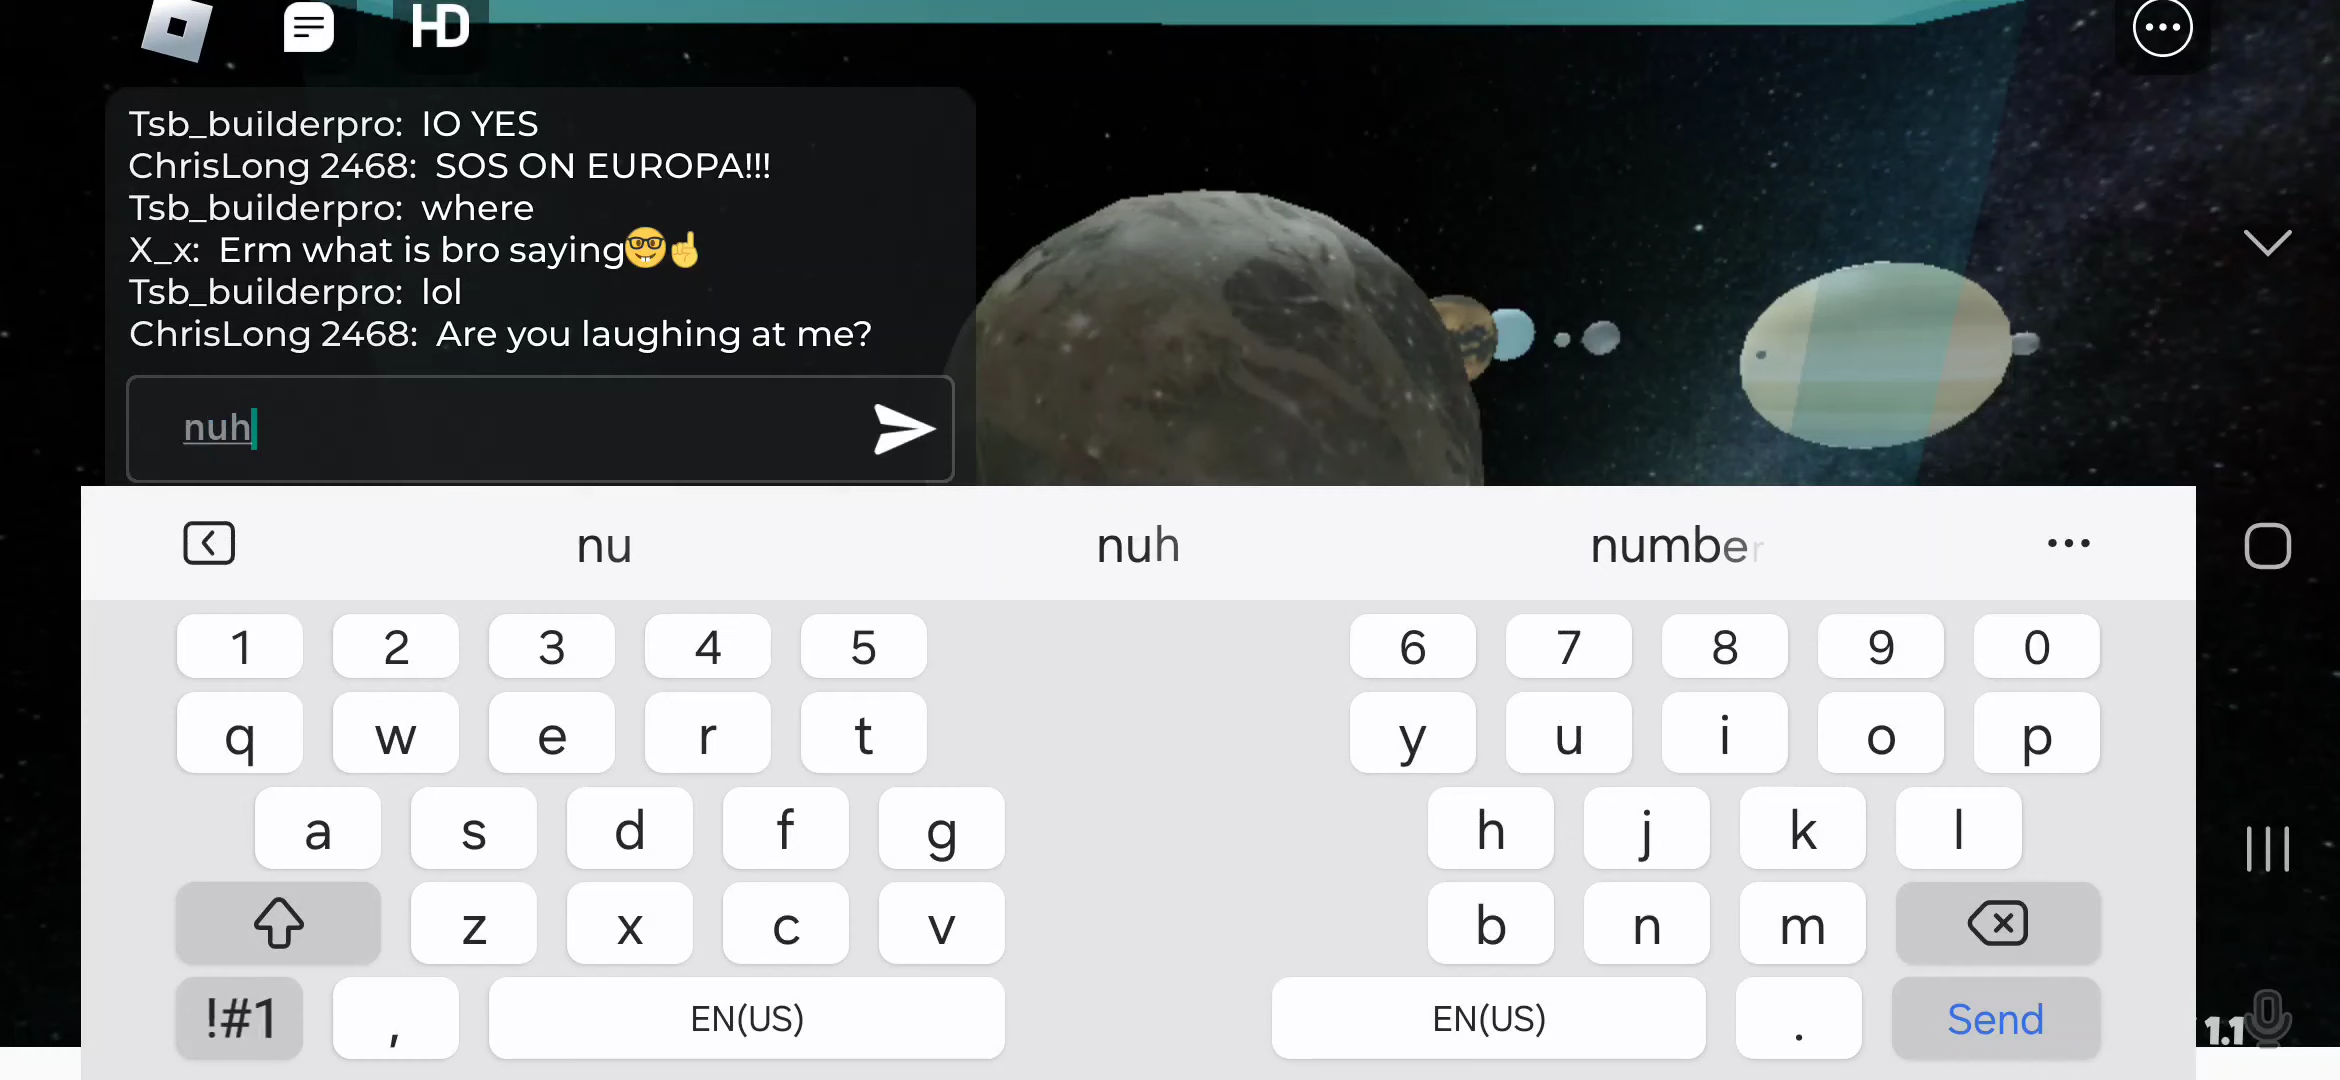 HD
Tsb_builderpro: IO YES
ChrisLong 2468: SOS ON EUROPA!!!
Tsb_builderpro: where
X_x: Erm what is bro saying🤓☝
Tsb_builderpro: lol
ChrisLong 2468: Are you laughing at me?
nuh
nu nuh number
1 2 3 4 5 6 7 8 9 0
q w e r t y u i o p
a s d f g h j k l
z x c v b n m
!#1 , EN(US) EN(US) . Send
1.1